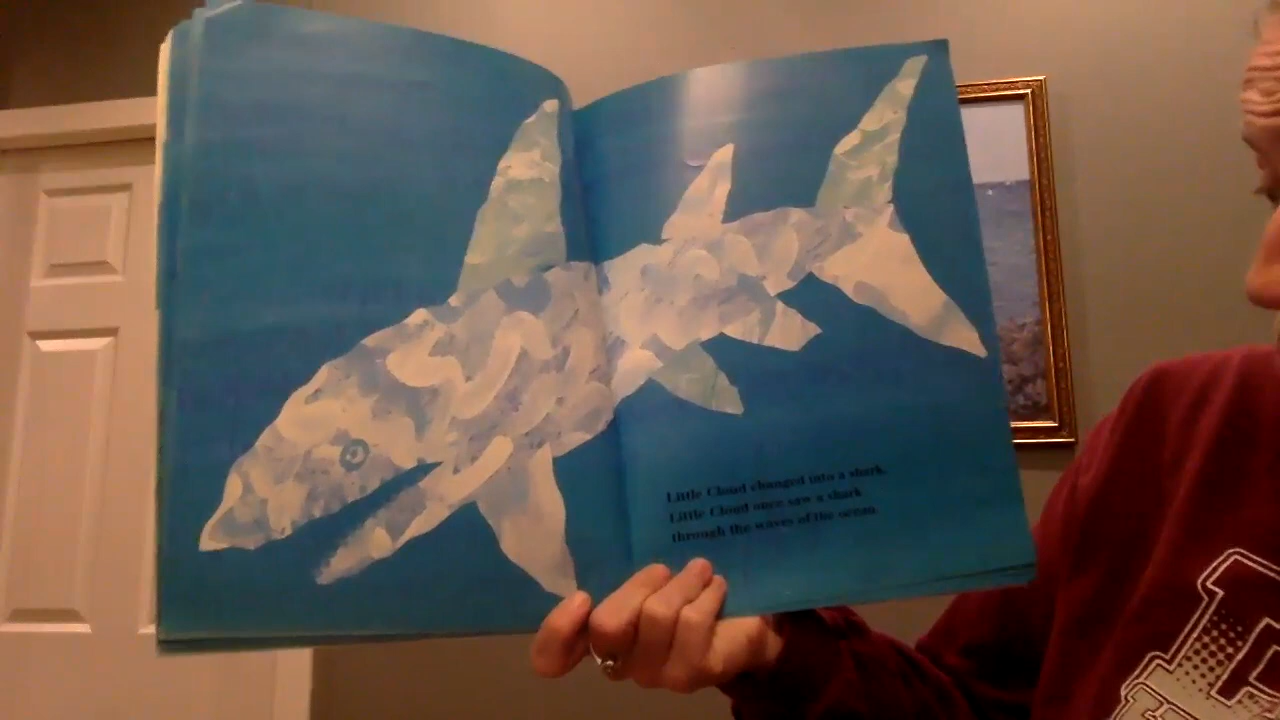 Little Cloud changed into a shark.
Little Cloud once saw a shark
through the waves of the ocean.